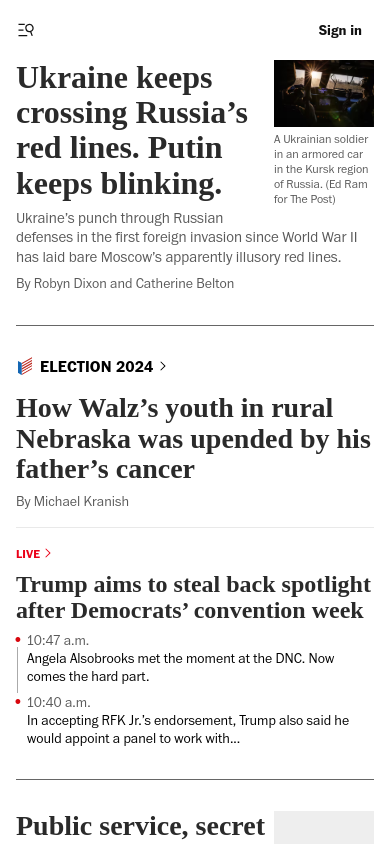 Sign in
Ukraine keeps
crossing Russia’s
red lines. Putin
keeps blinking.
A Ukrainian soldier
in an armored car
in the Kursk region
of Russia. (Ed Ram
for The Post)
Ukraine's punch through Russian
defenses in the first foreign invasion since World War II
has laid bare Moscow's apparently illusory red lines.
By Robyn Dixon and Catherine Belton
ELECTION 2024
How Walz’s youth in rural
Nebraska was upended by his
father’s cancer
By Michael Kranish
LIVE
Trump aims to steal back spotlight
after Democrats’ convention week
10:47 a.m.
Angela Alsobrooks met the moment at the DNC. Now
comes the hard part.
10:40 a.m.
In accepting RFK Jr.’s endorsement, Trump also said he
would appoint a panel to work with...
Public service, secret